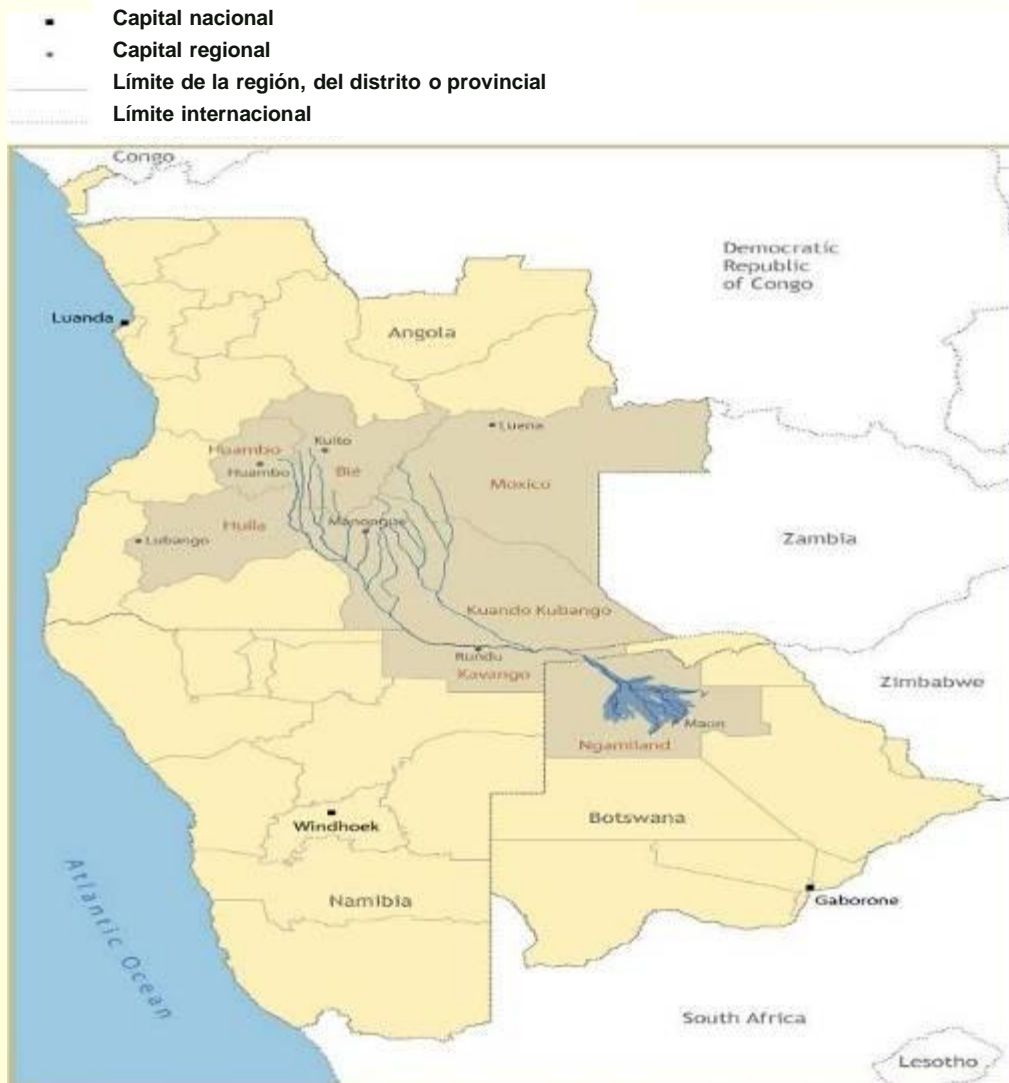 Capital nacional
Capital regional
Límite de la región, del distrito o provincial
Límite internacional
Congo
Democratic
Republic
of Congo
Luanda
Angola
Luena
Kuito
Huambo
Huambo
Bié
Moxico
Huila
Menongue
Lubango
Zambia
Kuando Kubango
Rundu
Kavango
Zimbabwe
Maun
Ngamiland
Botswana
Windhoek
Atlantic Ocean
Namibia
Gaborone
South Africa
Lesotho